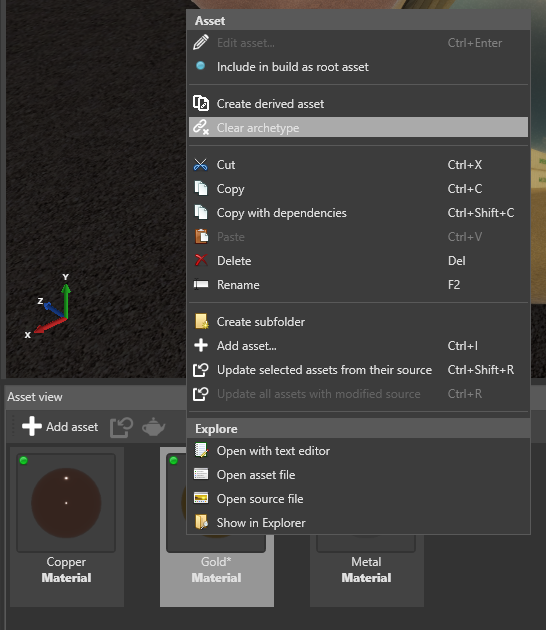 Asset
Edit asset... Ctrl+Enter
Include in build as root asset
Create derived asset
Clear archetype
Cut Ctrl+X
Copy Ctrl+C
Copy with dependencies Ctrl+Shift+C
Paste Ctrl+V
Delete Del
Rename F2
Create subfolder
Add asset... Ctrl+I
Update selected assets from their source Ctrl+Shift+R
Update all assets with modified source Ctrl+R
Explore
Open with text editor
Open asset file
Open source file
Show in Explorer
Y
Z
X
Asset view
Add asset
Copper
Material
Gold*
Material
Metal
Material